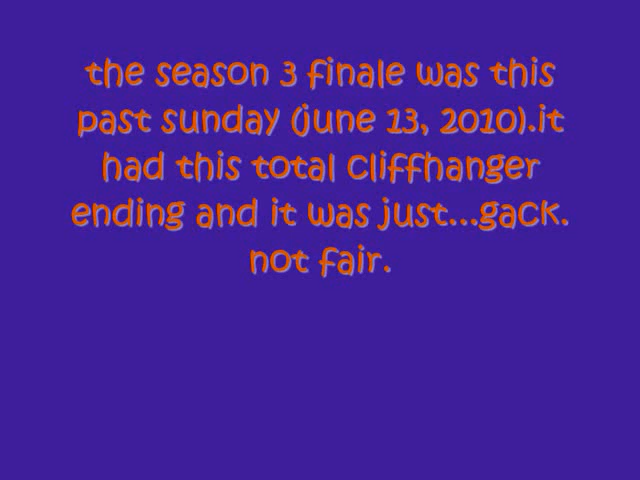 the season 3 finale was this
past sunday (june 13, 2010).it
had this total cliffhanger
ending and it was just...gack.
not fair.